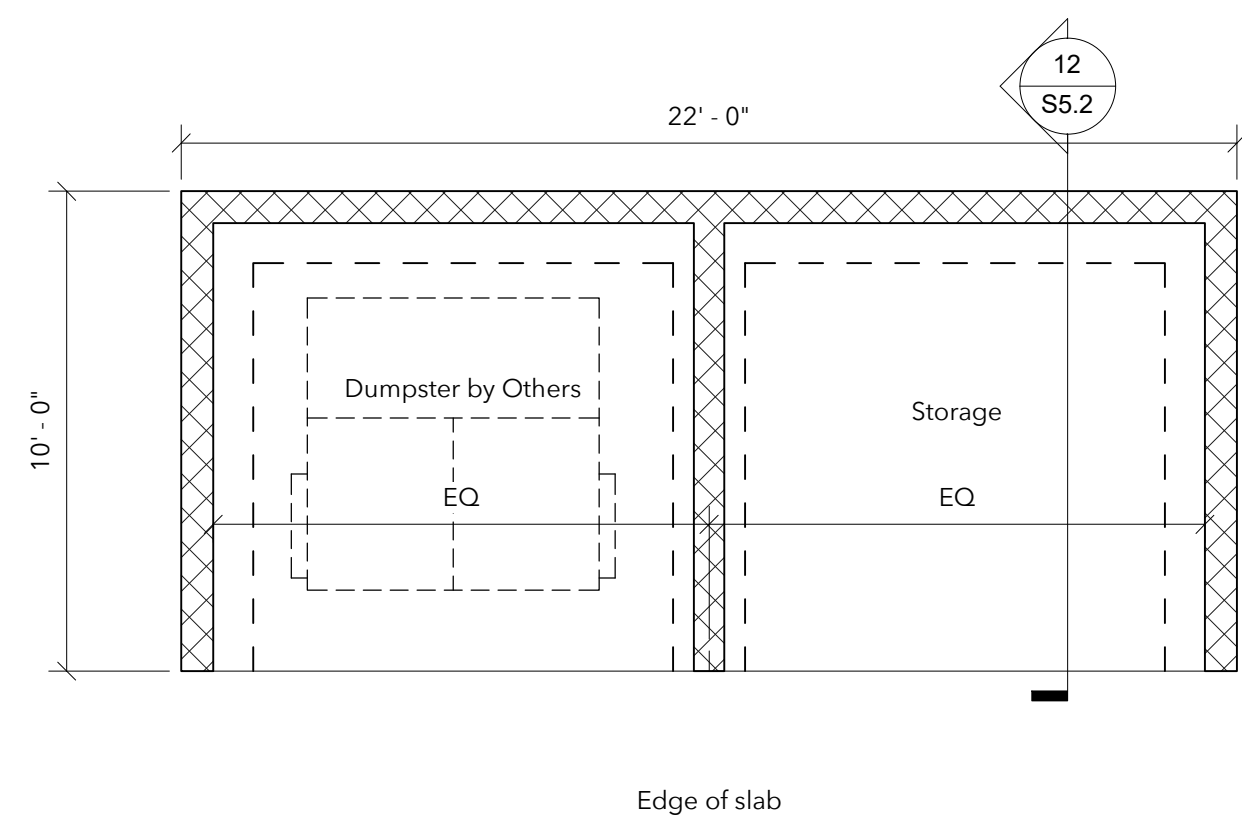 12
S5.2
22' - 0"
10' - 0"
Dumpster by Others
Storage
EQ
EQ
Edge of slab